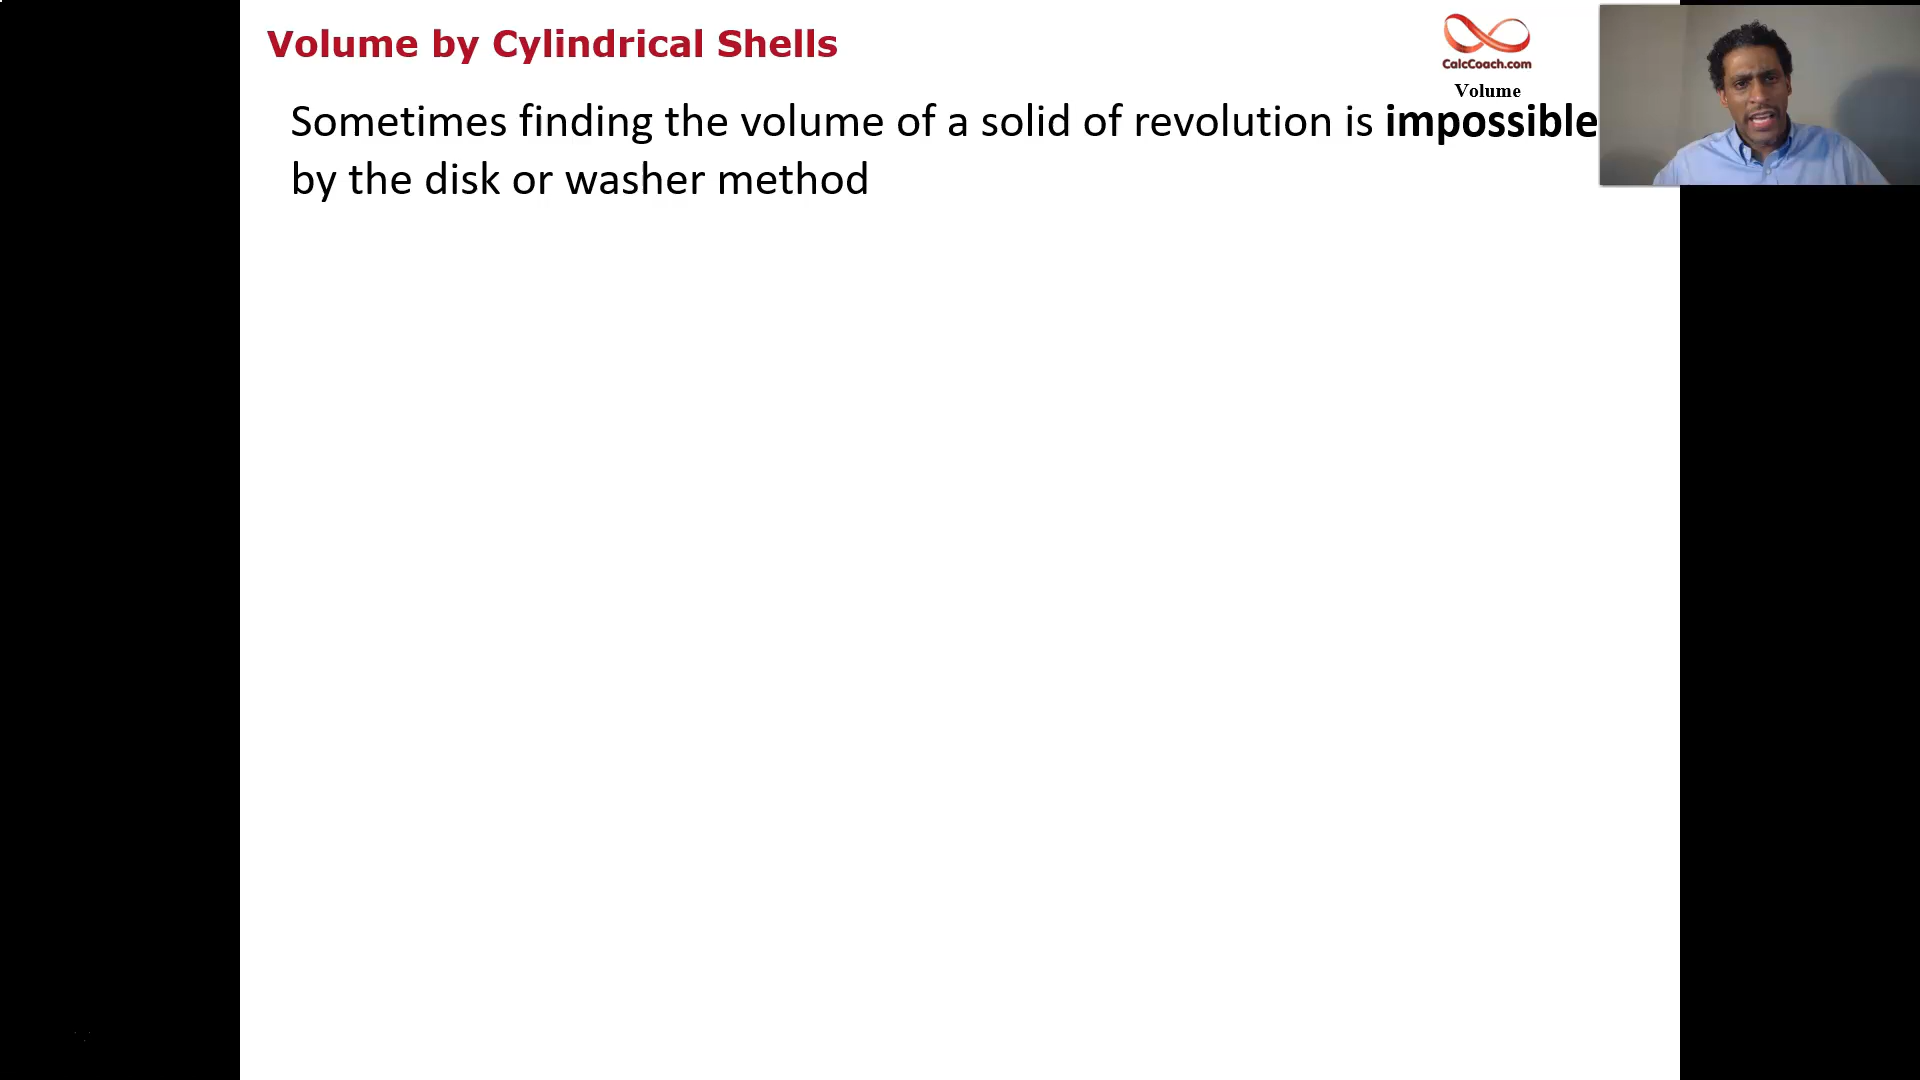 Volume by Cylindrical Shells
CalcCoach.com
Volume
Sometimes finding the volume of a solid of revolution is impossible
by the disk or washer method